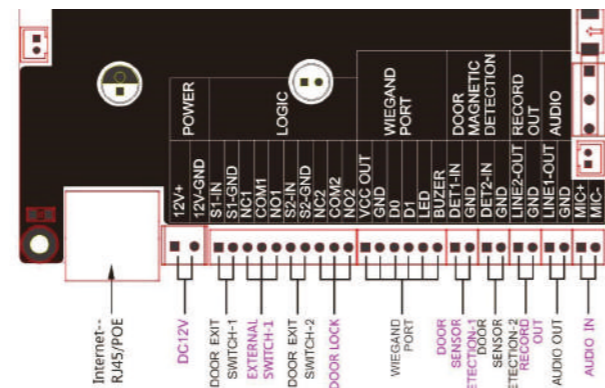 POWER
LOGIC
WIEGAND
PORT
DOOR
MAGNETIC
DETECTION
RECORD
OUT
AUDIO
12V+
12V-GND
S1-IN
S1-GND
NC1
COM1
NO1
S2-IN
S2-GND
NC2
COM2
NO2
VCC OUT
GND
D0
D1
LED
BUZER
DET1-IN
GND
DET2-IN
GND
LINE2-OUT
GND
LINE1-OUT
GND
MIC+
MIC-
Internet--
RJ45/POE
DC12V
DOOR EXIT
SWITCH-1
EXTERNAL
SWITCH-1
DOOR EXIT
SWITCH-2
DOOR LOCK
WIEGAND
PORT
DOOR
SENSOR
ETECTION-1
DOOR
SENSOR
ETECTION-2
RECORD
OUT
AUDIO OUT
AUDIO IN